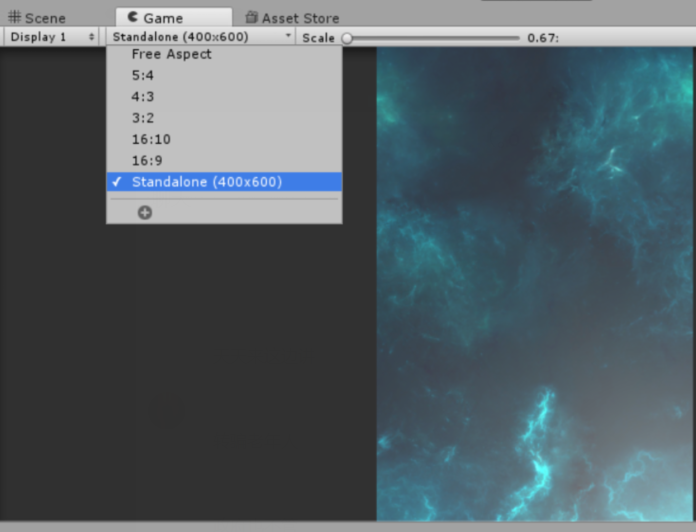 Scene Game Asset Store
Display 1 Standalone (400x600) Scale 0.67:
Free Aspect
5:4
4:3
3:2
16:10
16:9
Standalone (400x600)